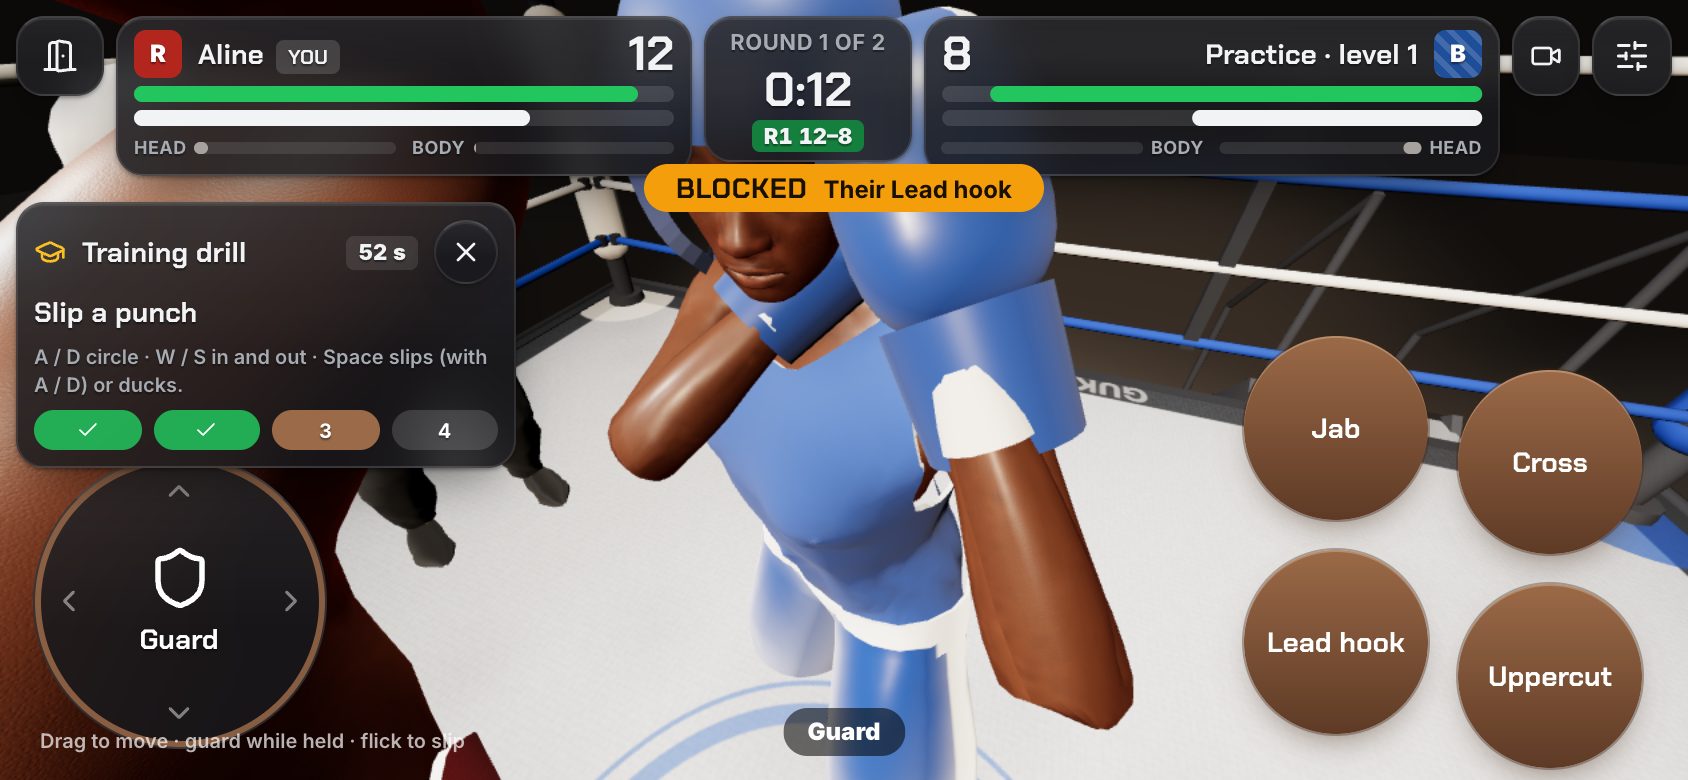 R Aline YOU 12
ROUND 1 OF 2
0:12
R1 12–8
8 Practice · level 1 B
HEAD BODY
BODY HEAD
BLOCKED Their Lead hook
Training drill 52 s
Slip a punch
A / D circle · W / S in and out · Space slips (with
A / D) or ducks.
3 4
Guard
Drag to move · guard while held · flick to slip
Guard
Jab
Cross
Lead hook
Uppercut